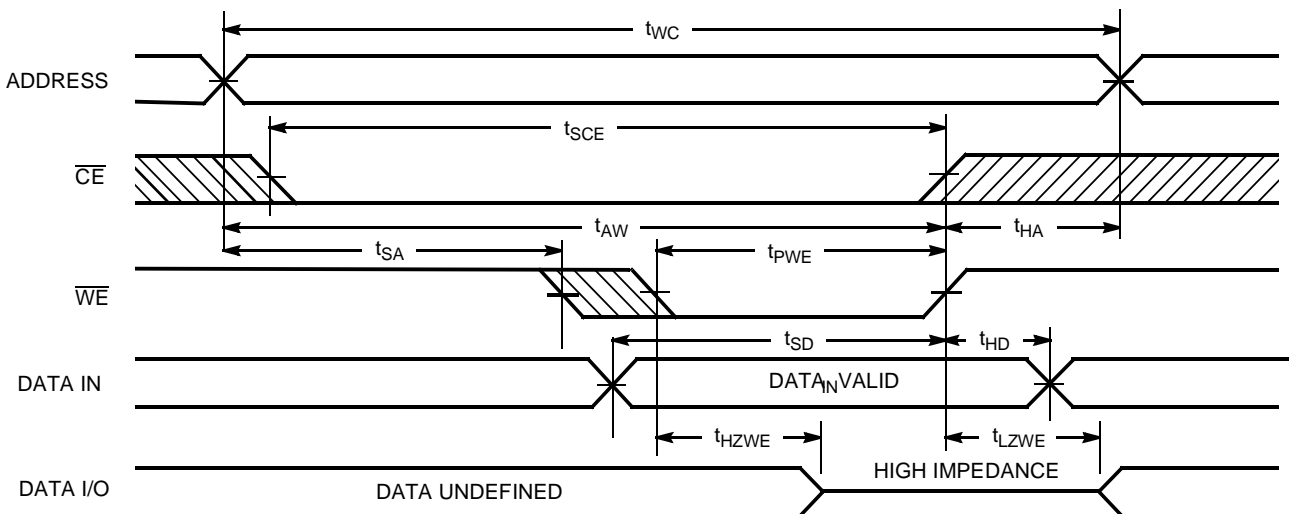 tWC
ADDRESS
tSCE
CE
tAW
tHA
tSA
tPWE
WE
tSD
tHD
DATA IN
DATAIN VALID
tHZWE
tLZWE
HIGH IMPEDANCE
DATA I/O
DATA UNDEFINED